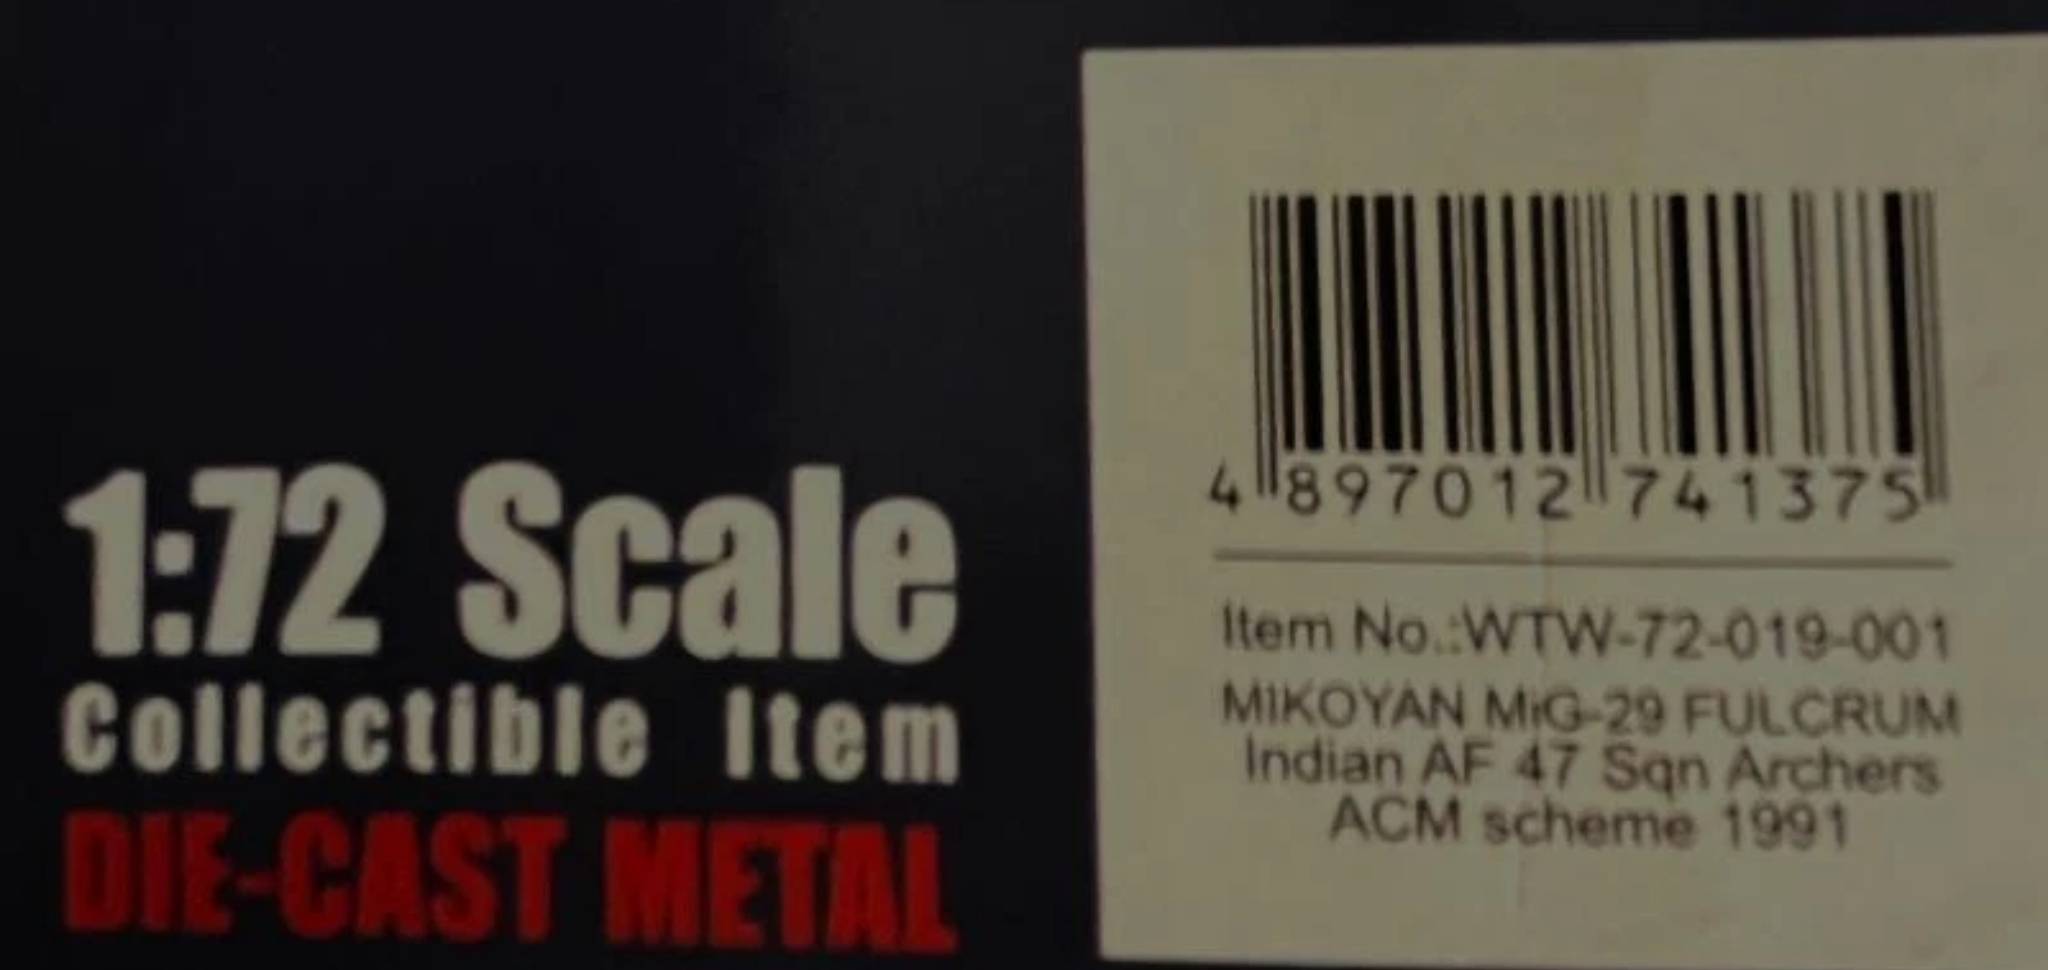 1:72 Scale
Collectible Item
DIE-CAST METAL
4 897012 741375
Item No.:WTW-72-019-001
MIKOYAN MiG-29 FULCRUM
Indian AF 47 Sqn Archers
ACM scheme 1991